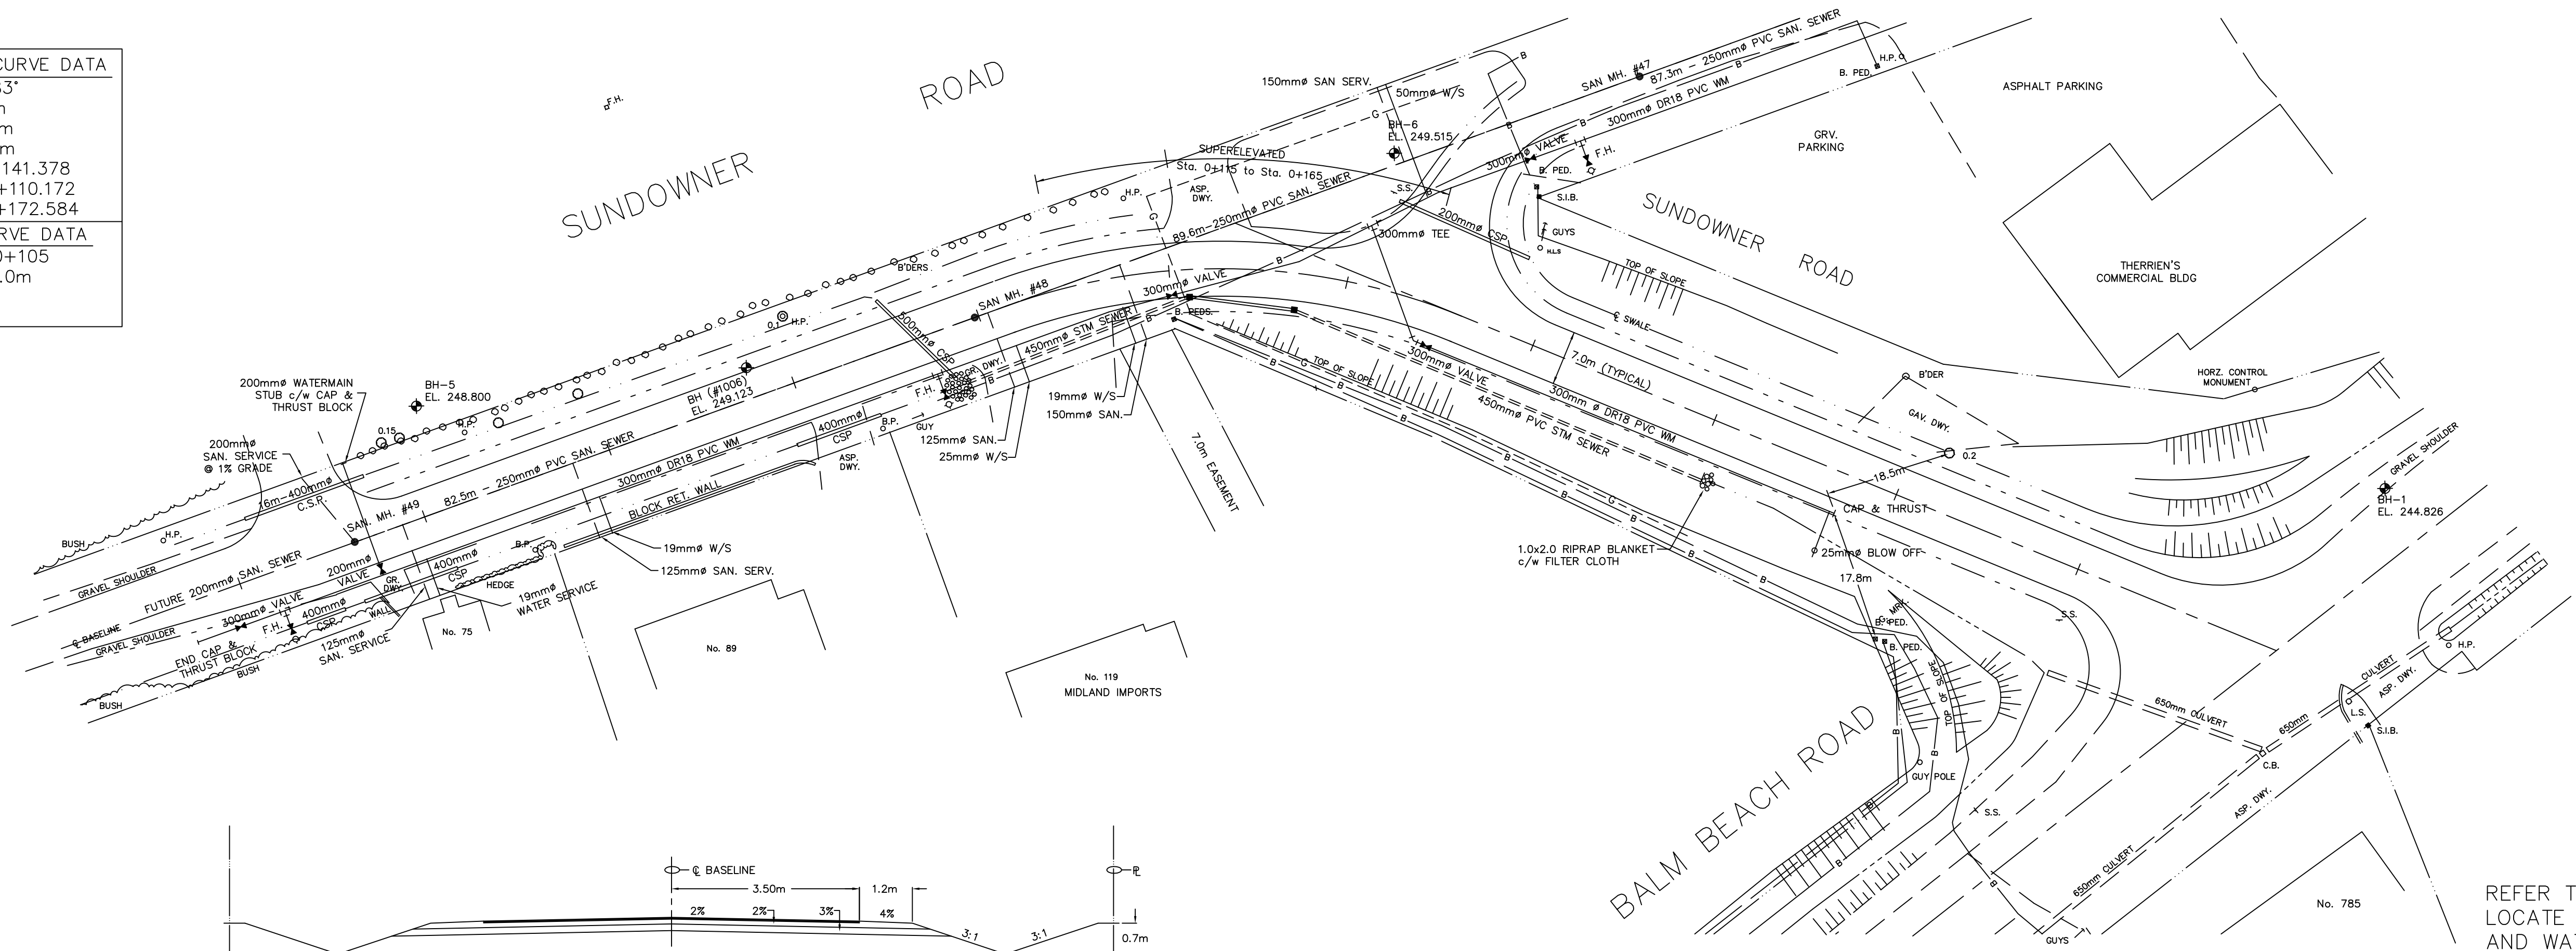 CURVE DATA
141.378
+110.172
+172.584
RVE DATA
0+105
.0m
SUNDOWNER
ROAD
F.H.
150mmø SAN SERV.
50mmø W/S
G
B
BH-6
EL. 249.515
SUPERELEVATED
Sta. 0+115 to Sta. 0+165
SAN MH. #47
87.3m - 250mmø PVC SAN. SEWER
300mmø DR18 PVC WM
B. PED.
H.P.
ASPHALT PARKING
GRV.
PARKING
300mmø VALVE
F.H.
B. PED.
S.I.B.
GUYS
H.L.S
S.S.
200mmø CSP
300mmø TEE
SUNDOWNER ROAD
TOP OF SLOPE
THERRIEN'S
COMMERCIAL BLDG
H.P.
ASP.
DWY.
89.6m-250mmø PVC SAN. SEWER
B'DERS
0.1
H.P.
500mmø CSP
SAN MH. #48
300mmø VALVE
B. PEDS.
450mmø STM SEWER
GR. DWY.
F.H.
BH (#1006)
EL. 249.123
19mmø W/S
150mmø SAN.
125mmø SAN.
25mmø W/S
7.0m EASEMENT
℄ SWALE
7.0m (TYPICAL)
300mmø VALVE
TOP OF SLOPE
300mm ø DR18 PVC WM
450mmø PVC STM SEWER
B'DER
HORZ. CONTROL
MONUMENT
GAV. DWY.
0.2
18.5m
GRAVEL SHOULDER
BH-1
EL. 244.826
CAP & THRUST
25mmø BLOW OFF
17.8m
1.0x2.0 RIPRAP BLANKET
c/w FILTER CLOTH
200mmø WATERMAIN
STUB c/w CAP &
THRUST BLOCK
BH-5
EL. 248.800
0.15
H.P.
200mmø
SAN. SERVICE
@ 1% GRADE
16m-400mmø
C.S.R.
BUSH
H.P.
GRAVEL SHOULDER
SAN. MH. #49
82.5m - 250mmø PVC SAN. SEWER
300mmø DR18 PVC WM
400mmø
CSP
B.P.
GUY
ASP.
DWY.
BLOCK RET. WALL
FUTURE 200mmø SAN. SEWER
200mmø
VALVE
GR.
DWY.
400mmø
CSP
B.P.
HEDGE
19mmø W/S
125mmø SAN. SERV.
19mmø
WATER SERVICE
℄ BASELINE
GRAVEL SHOULDER
300mmø VALVE
F.H.
400mmø
CSP
WALL
END CAP &
THRUST BLOCK
125mmø
SAN. SERVICE
BUSH
BUSH
No. 75
No. 89
No. 119
MIDLAND IMPORTS
G. MRK.
B. PED.
B. PED.
S.S.
TOP OF SLOPE
650mm CULVERT
650mm
CULVERT
ASP. DWY.
H.P.
L.S.
S.I.B.
C.B.
BALM BEACH ROAD
GUY POLE
S.S.
650mm CULVERT
ASP. DWY.
GUYS
No. 785
℄ BASELINE
3.50m
1.2m
2%
2%
3%
4%
3:1
3:1
0.7m
REFER T
LOCATE
AND WA